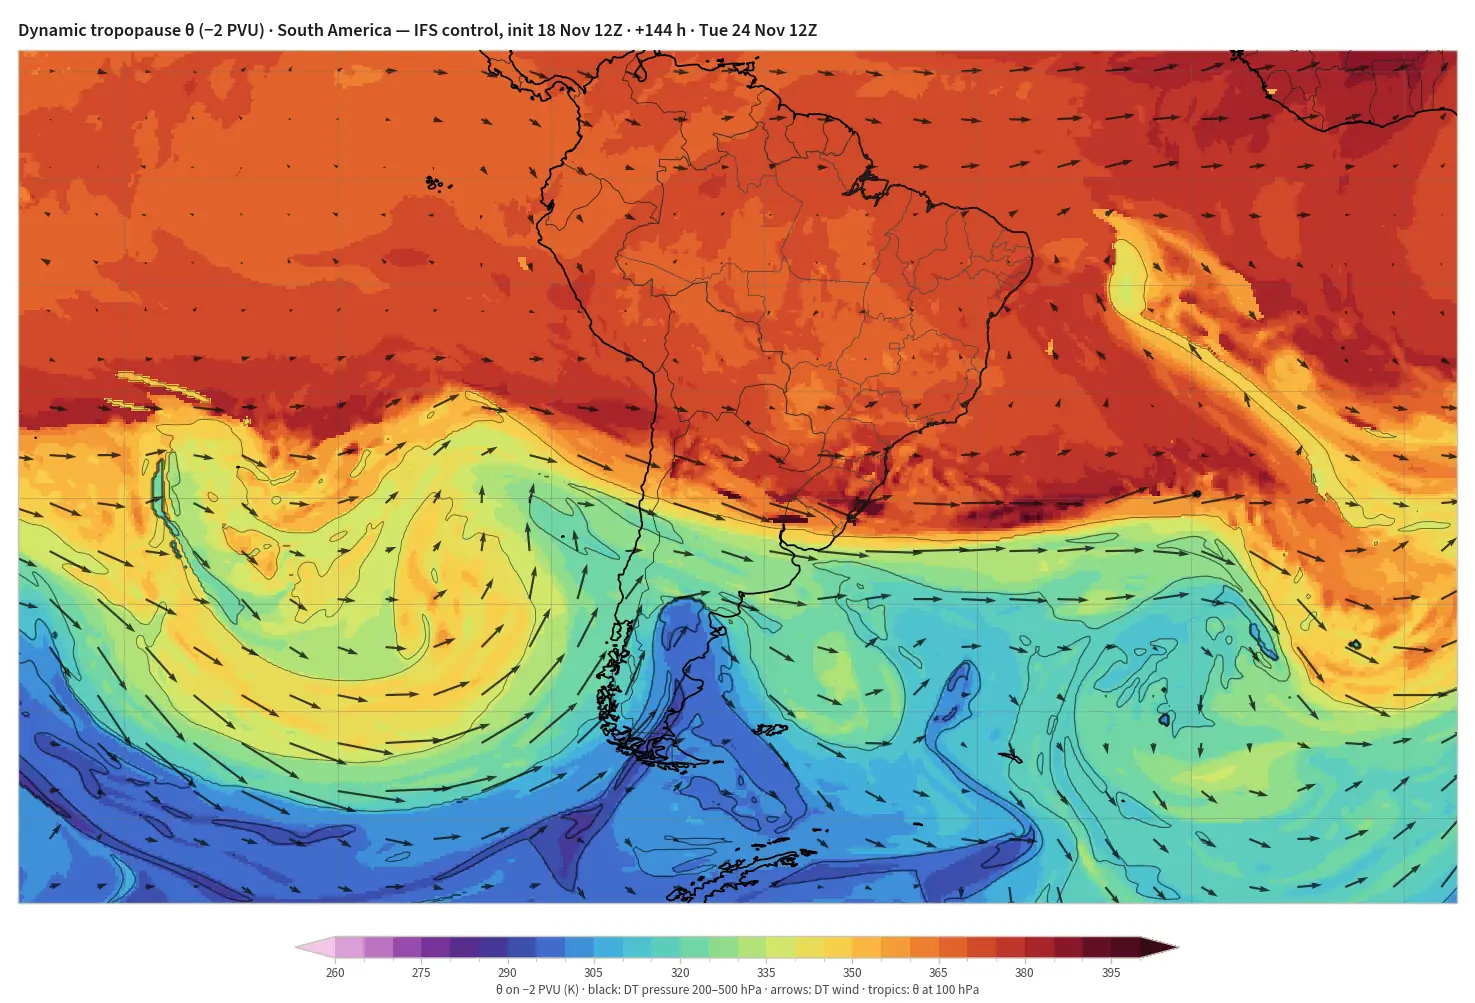 Dynamic tropopause θ (−2 PVU) · South America — IFS control, init 18 Nov 12Z · +144 h · Tue 24 Nov 12Z
260 275 290 305 320 335 350 365 380 395
θ on −2 PVU (K) · black: DT pressure 200–500 hPa · arrows: DT wind · tropics: θ at 100 hPa